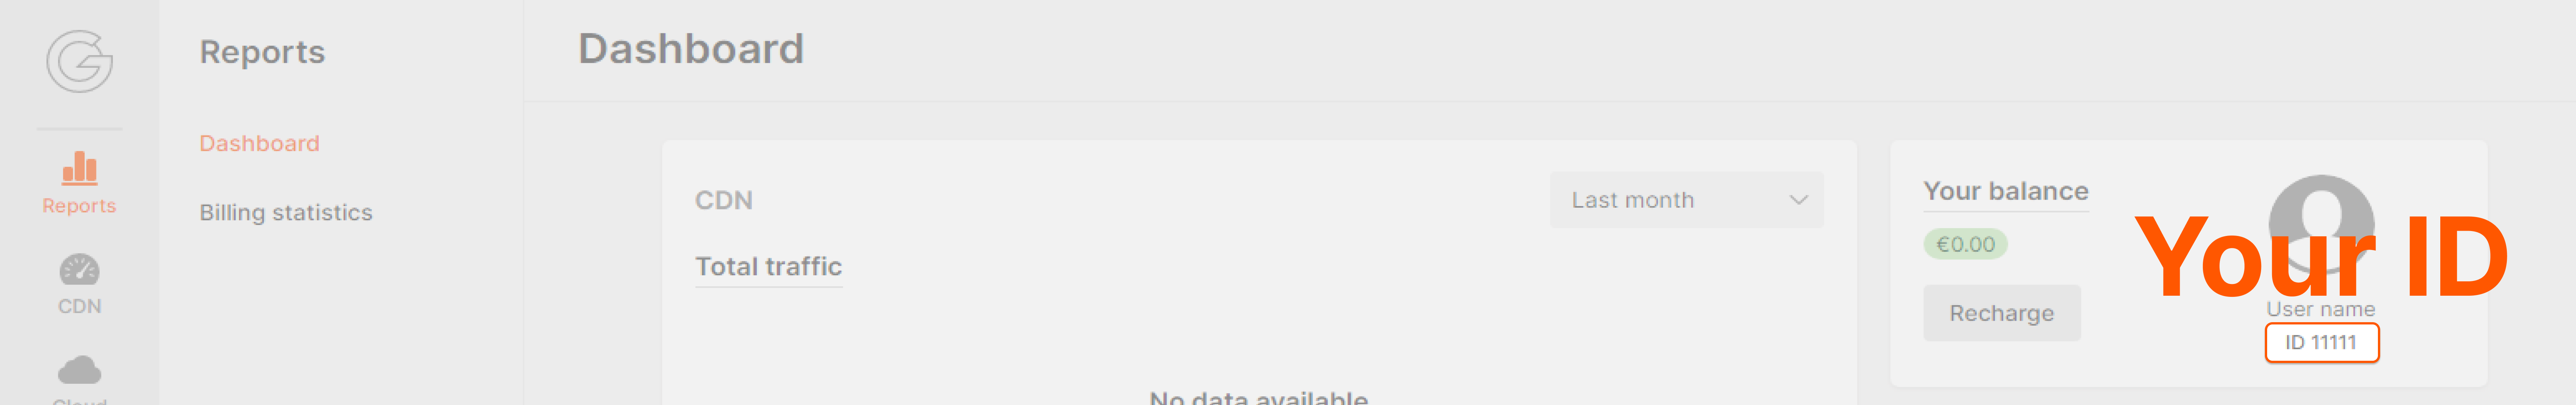 Reports
Dashboard
Billing statistics
Reports
CDN
Cloud
Dashboard
CDN
Last month
Total traffic
No data available
Your balance
€0.00
Recharge
Your ID
User name
ID 11111